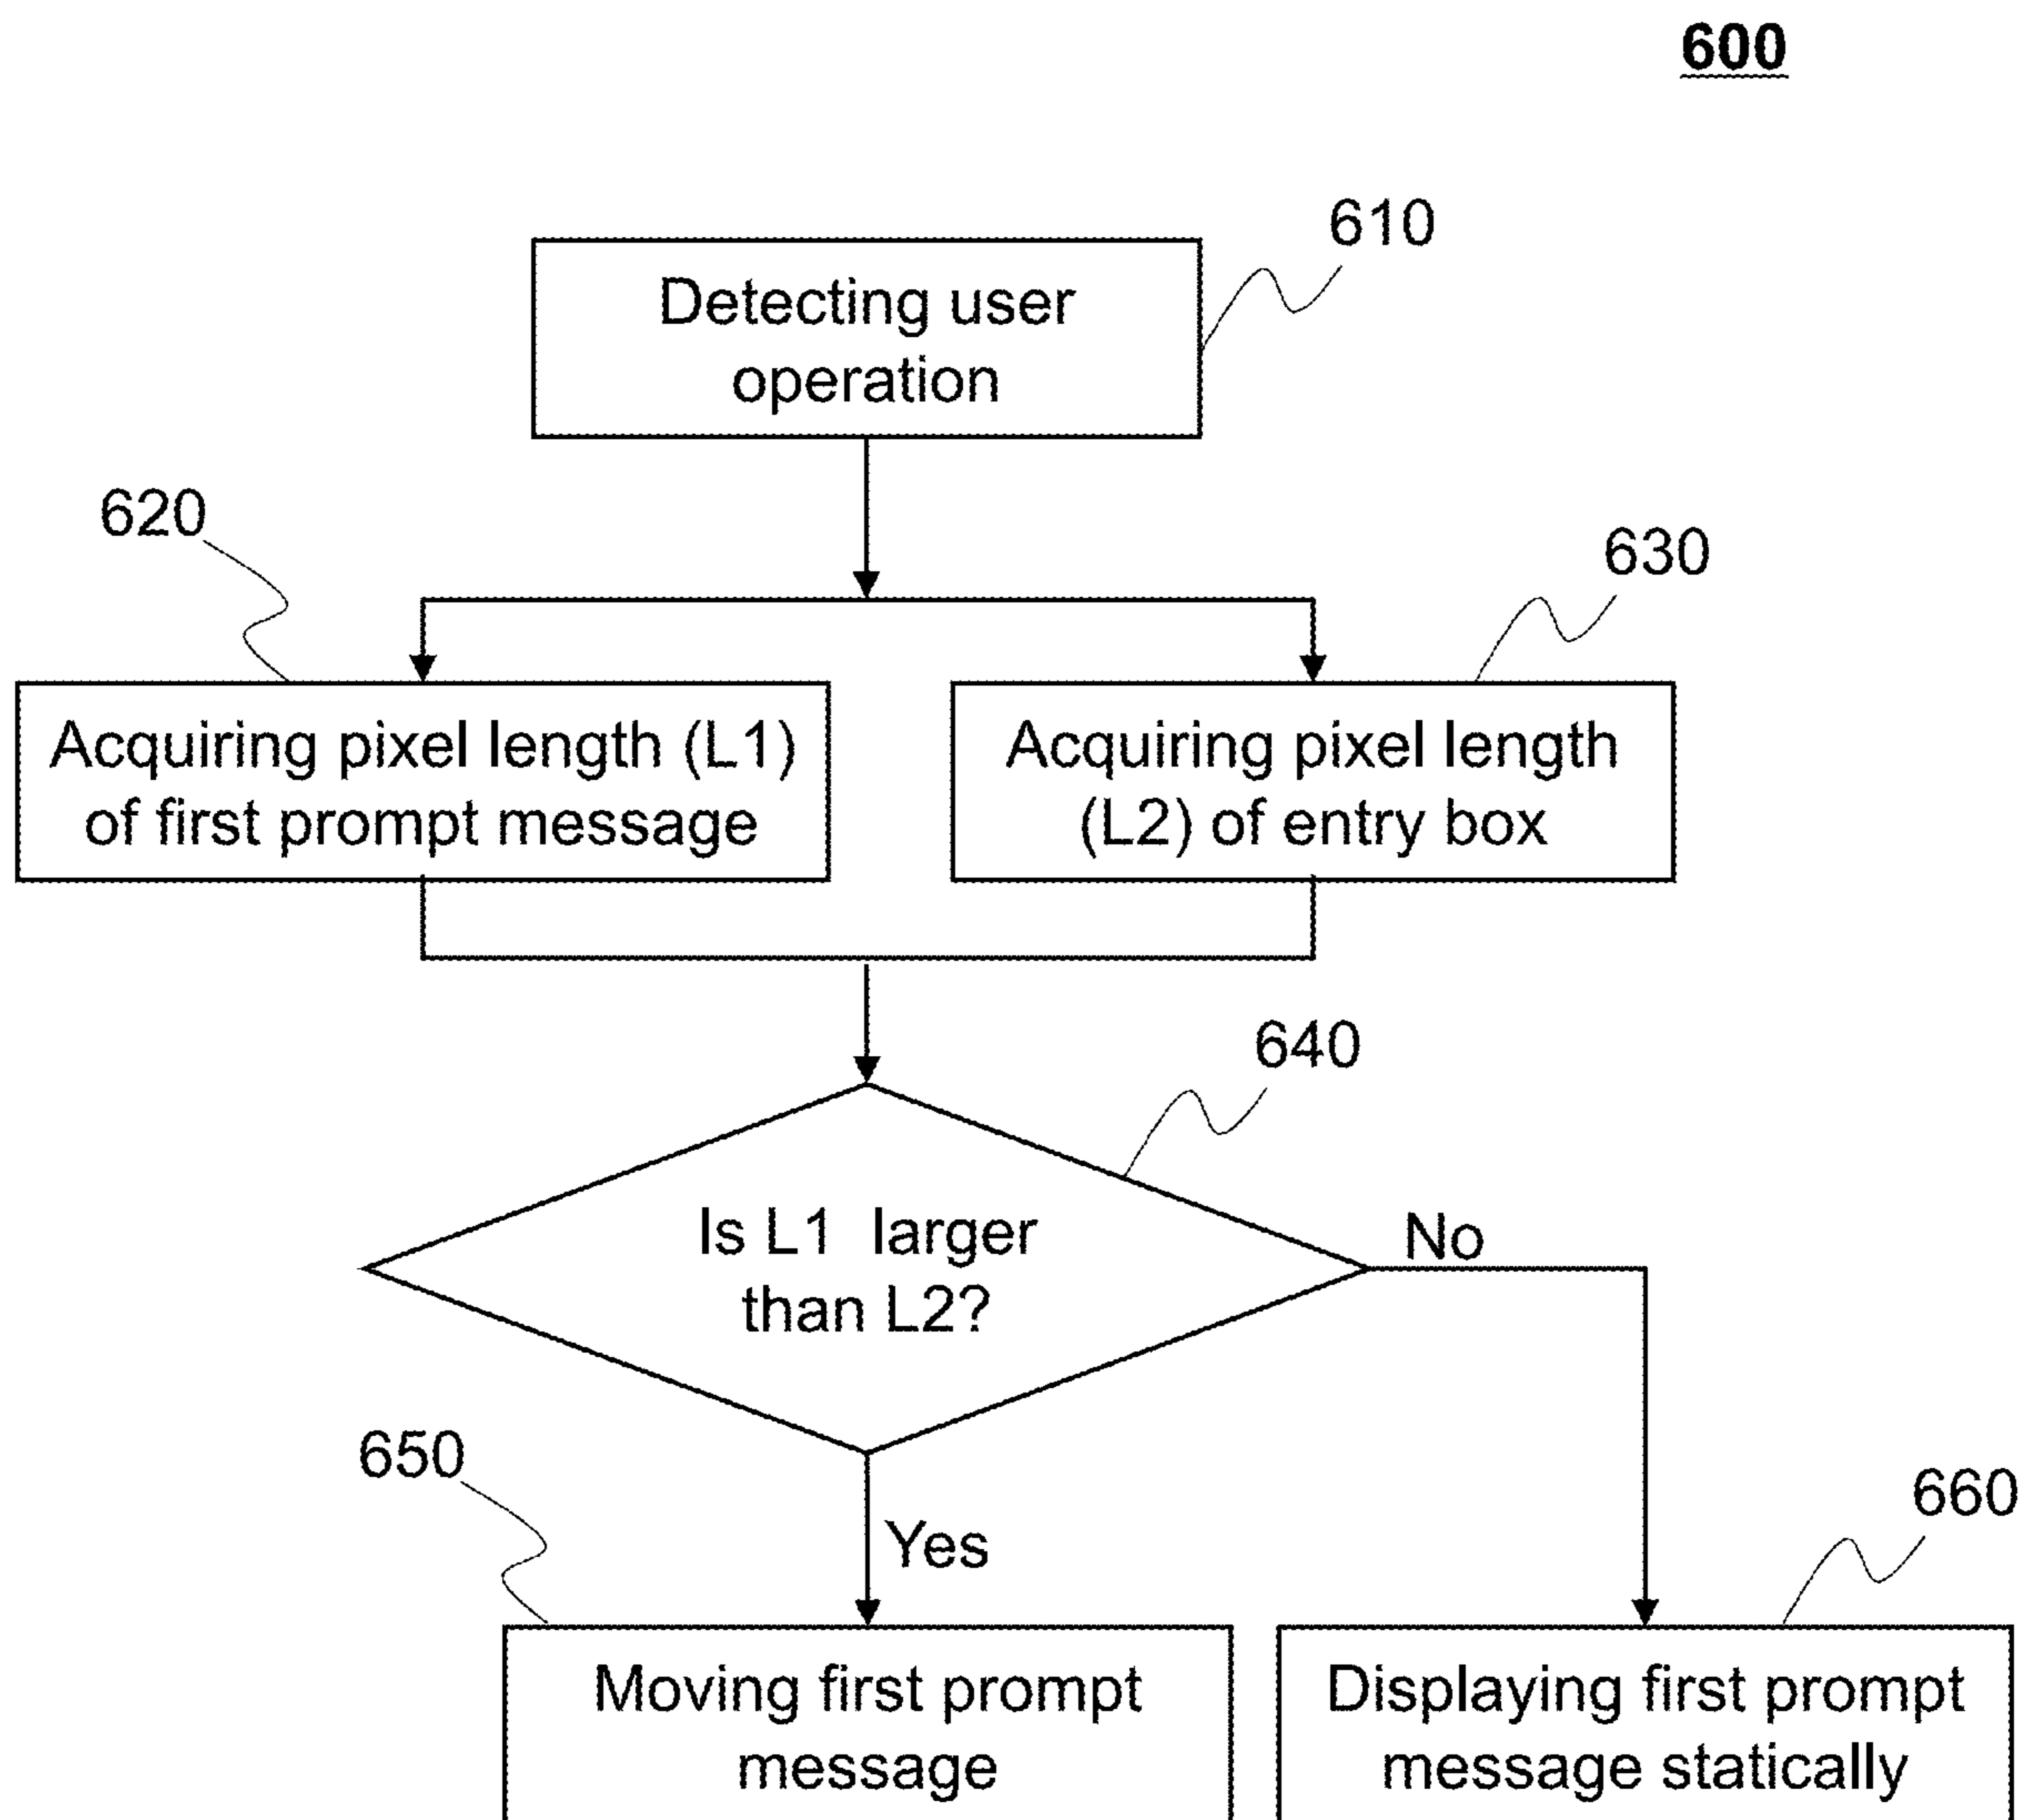 600
610
Detecting user
operation
620
630
Acquiring pixel length (L1)
of first prompt message
Acquiring pixel length
(L2) of entry box
640
Is L1 larger
than L2?
No
650
Yes
660
Moving first prompt
message
Displaying first prompt
message statically